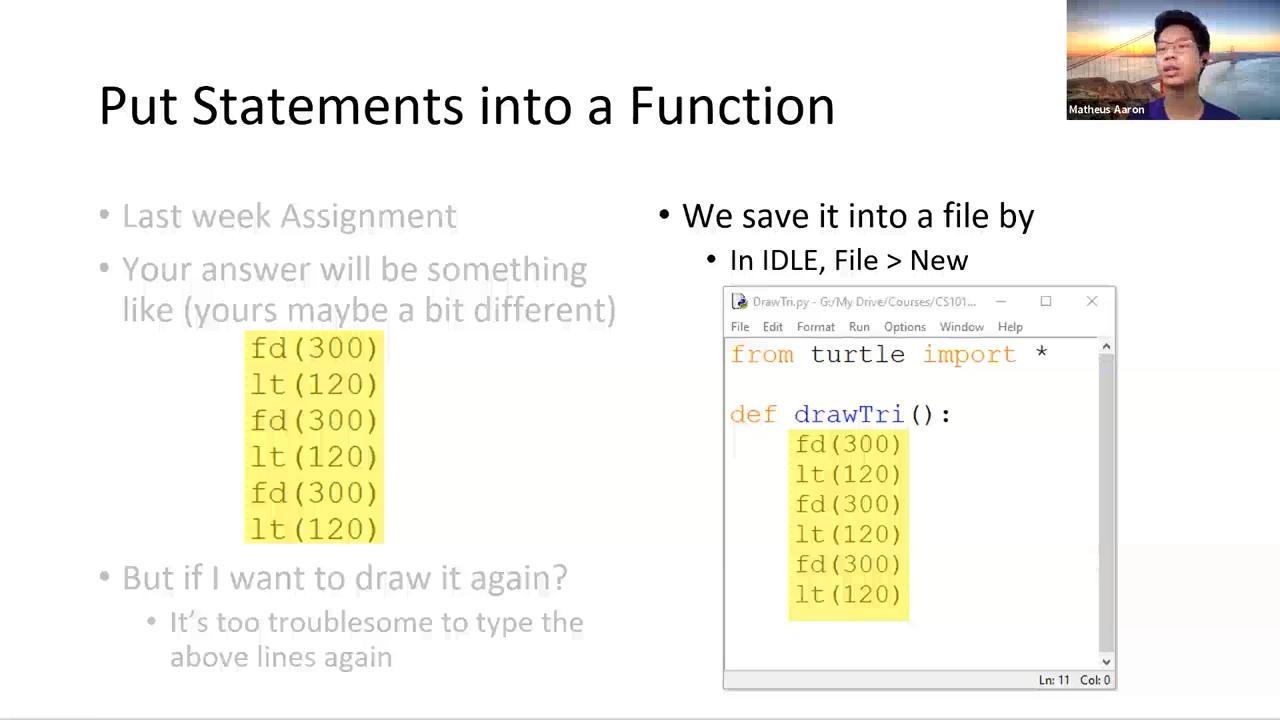 Matheus Aaron
Put Statements into a Function
• Last week Assignment
• Your answer will be something
like (yours maybe a bit different)
fd(300)
lt(120)
fd(300)
lt(120)
fd(300)
lt(120)
• But if I want to draw it again?
• It's too troublesome to type the
above lines again
• We save it into a file by
• In IDLE, File > New
DrawTri.py - G:/My Drive/Courses/CS101...
File Edit Format Run Options Window Help
from turtle import *
def drawTri():
fd(300)
lt(120)
fd(300)
lt(120)
fd(300)
lt(120)
Ln: 11 Col: 0